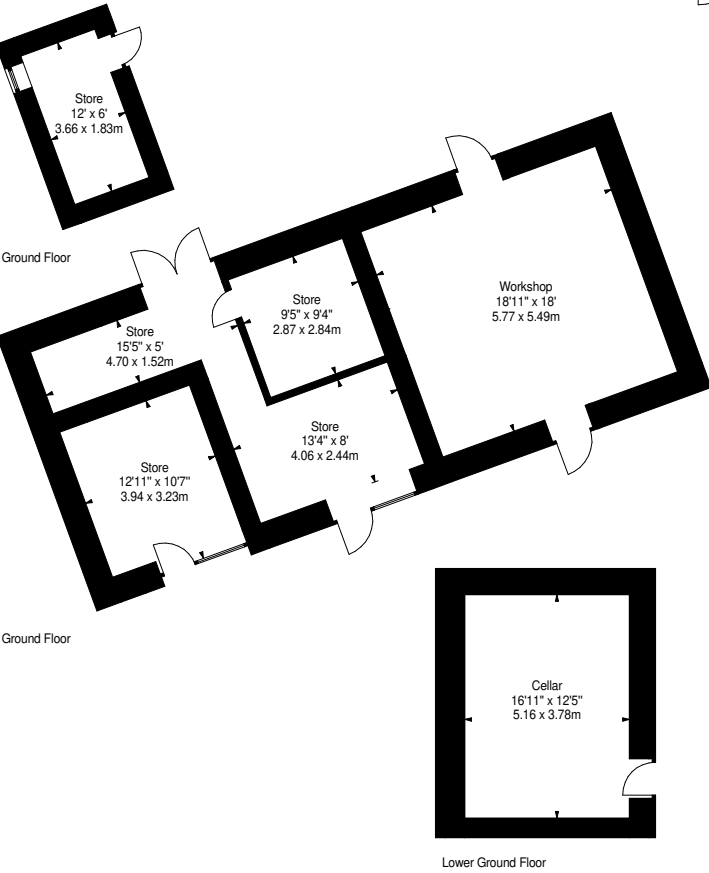 Store
12' x 6'
3.66 x 1.83m
Ground Floor
Workshop
18'11" x 18'
5.77 x 5.49m
Store
9'5" x 9'4"
2.87 x 2.84m
Store
15'5" x 5'
4.70 x 1.52m
Store
13'4" x 8'
4.06 x 2.44m
Store
12'11" x 10'7"
3.94 x 3.23m
Ground Floor
Cellar
16'11" x 12'5"
5.16 x 3.78m
Lower Ground Floor